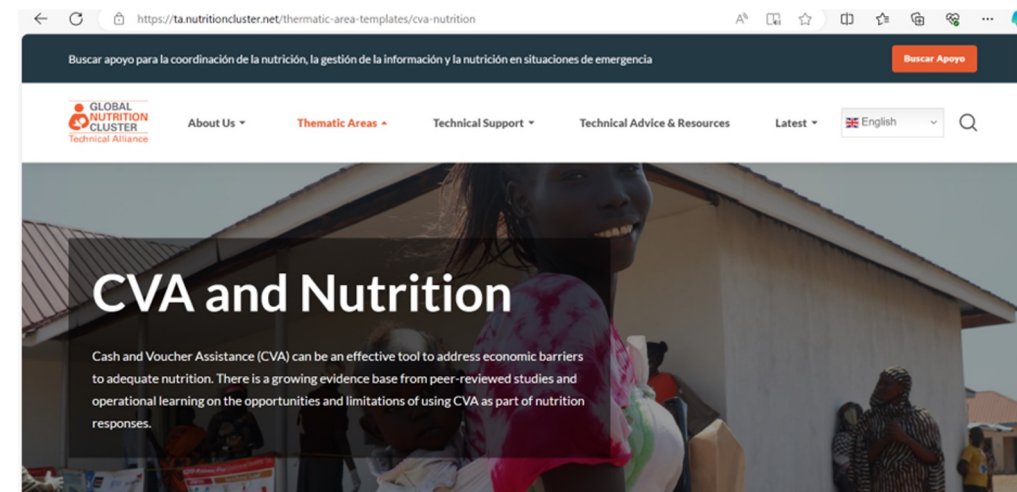 https://ta.nutritioncluster.net/thermatic-area-templates/cva-nutrition
Buscar apoyo para la coordinación de la nutrición, la gestión de la información y la nutrición en situaciones de emergencia
Buscar Apoyo
GLOBAL
NUTRITION
CLUSTER
Technical Alliance
About Us
Thematic Areas
Technical Support
Technical Advice & Resources
Latest
English
CVA and Nutrition
Cash and Voucher Assistance (CVA) can be an effective tool to address economic barriers
to adequate nutrition. There is a growing evidence base from peer-reviewed studies and
operational learning on the opportunities and limitations of using CVA as part of nutrition
responses.